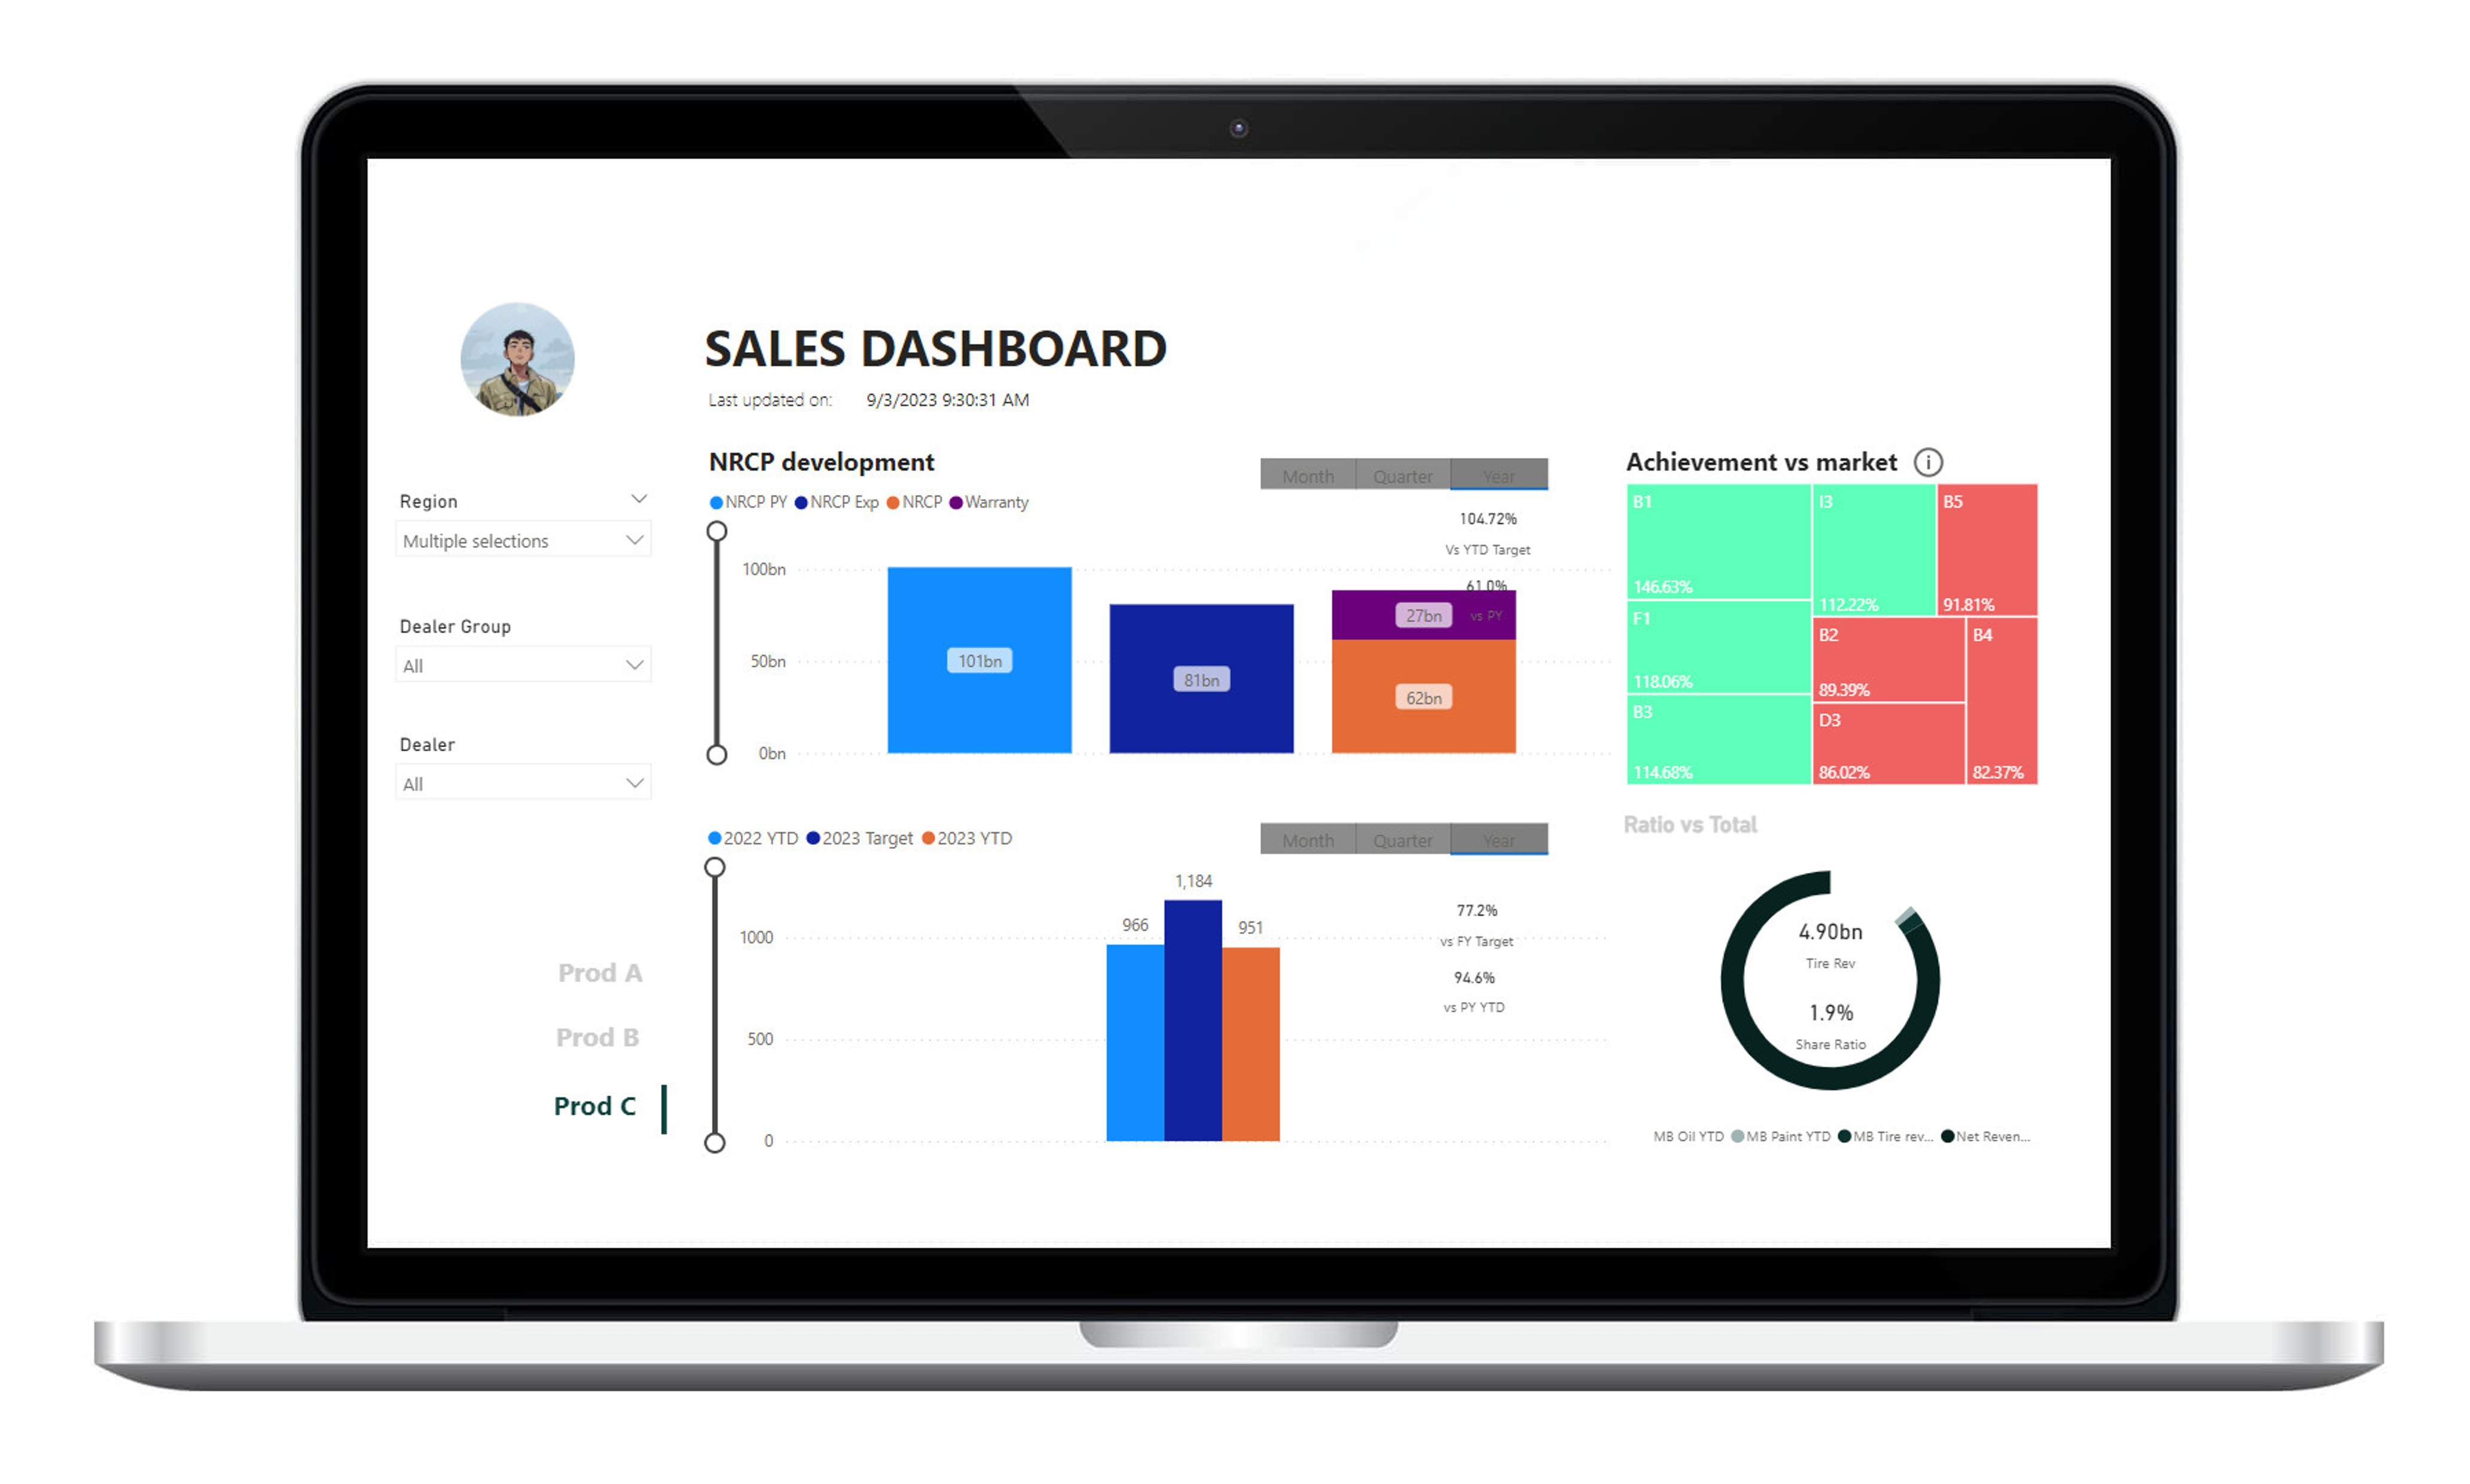 SALES DASHBOARD
Last updated on: 9/3/2023 9:30:31 AM
Region
Multiple selections
Dealer Group
All
Dealer
All
Prod A
Prod B
Prod C
NRCP development
Month Quarter Year
NRCP PY NRCP Exp NRCP Warranty
104.72%
Vs YTD Target
61.0%
vs PY
100bn
50bn
0bn
101bn
81bn
27bn
62bn
2022 YTD 2023 Target 2023 YTD
Month Quarter Year
1000
500
0
966
1,184
951
77.2%
vs FY Target
94.6%
vs PY YTD
Achievement vs market i
B1
146.63%
F1
118.06%
B3
114.68%
I3
112.22%
B5
91.81%
B2
89.39%
D3
86.02%
B4
82.37%
Ratio vs Total
4.90bn
Tire Rev
1.9%
Share Ratio
MB Oil YTD MB Paint YTD MB Tire rev... Net Reven...